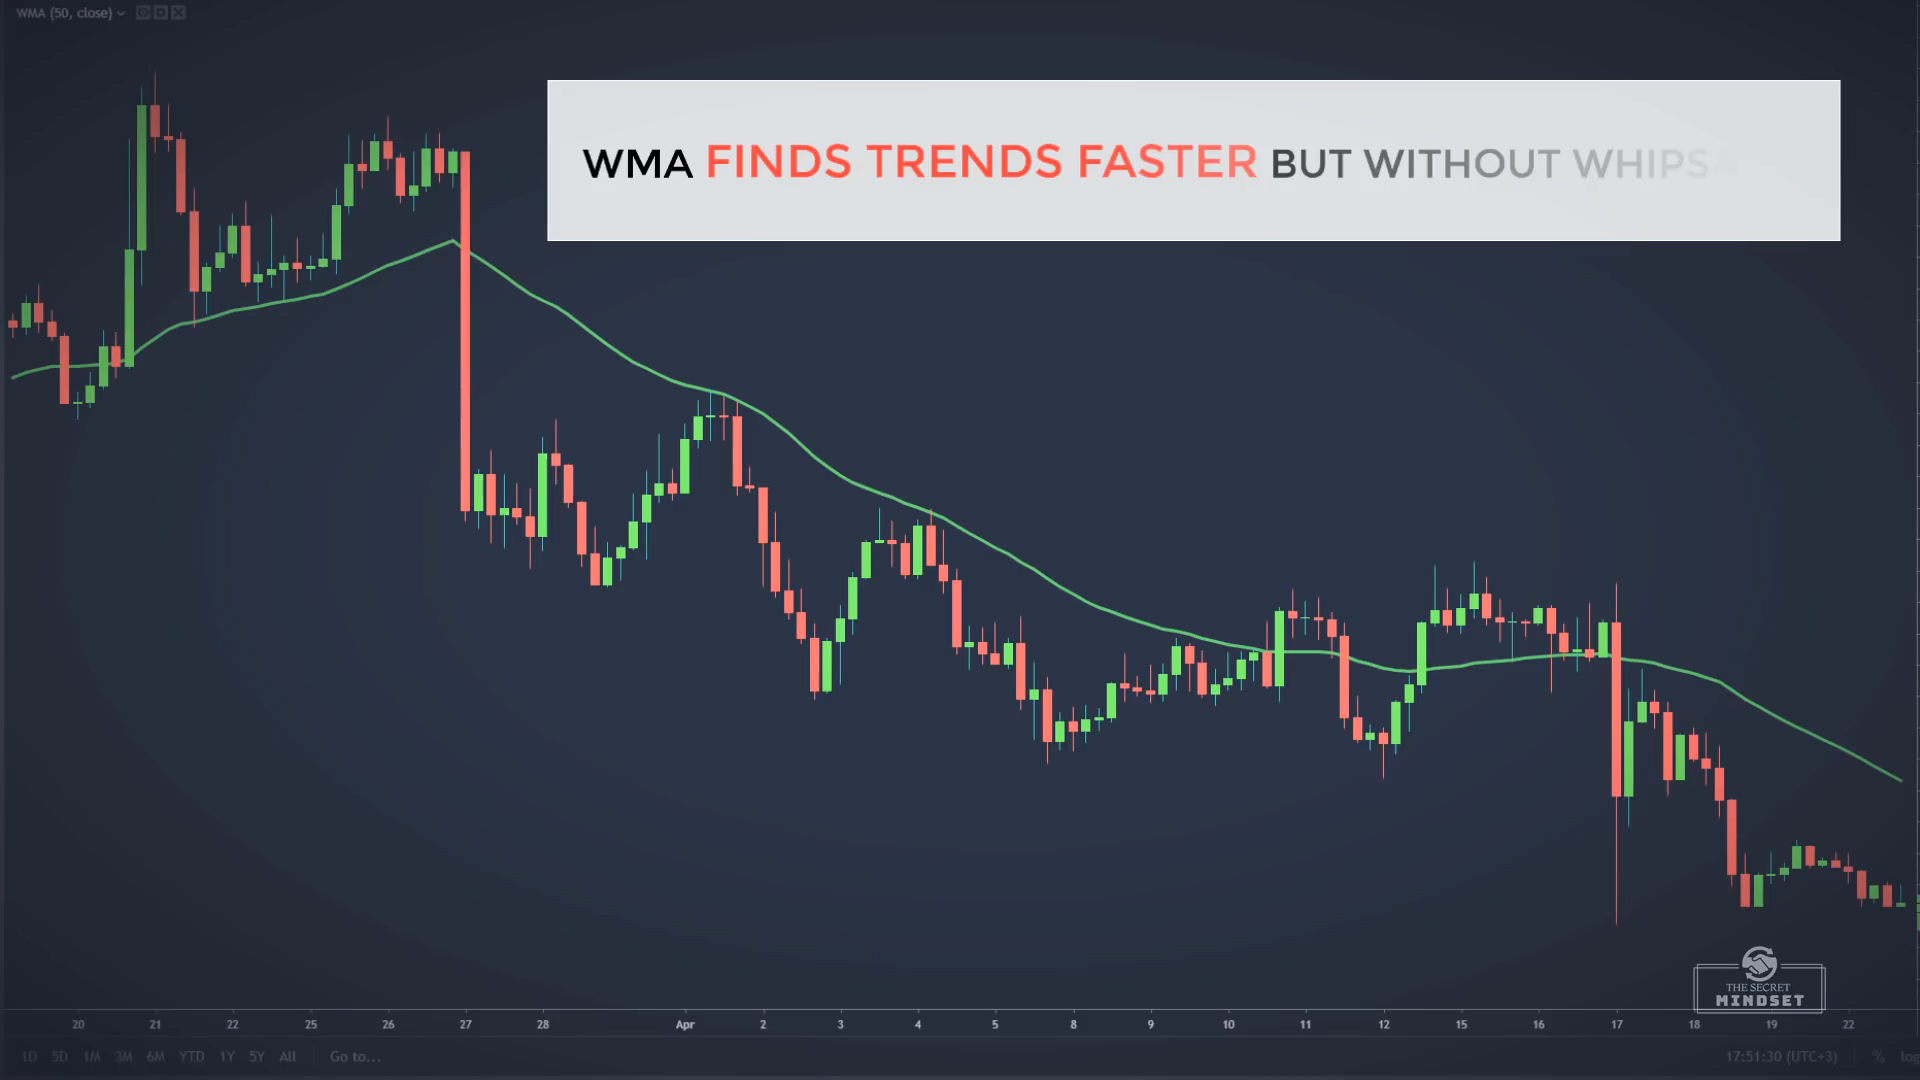 WMA (50, close)
WMA FINDS TRENDS FASTER BUT WITHOUT
20 21 22 25 26 27 28 Apr 2 3 4 5 8 9 10 11 12 15 16 17 18 19 22
1D 5D 1M 3M 6M YTD 1Y 5Y All Go to... 17:51:30 (UTC+3) %
THE SECRET
MINDSET